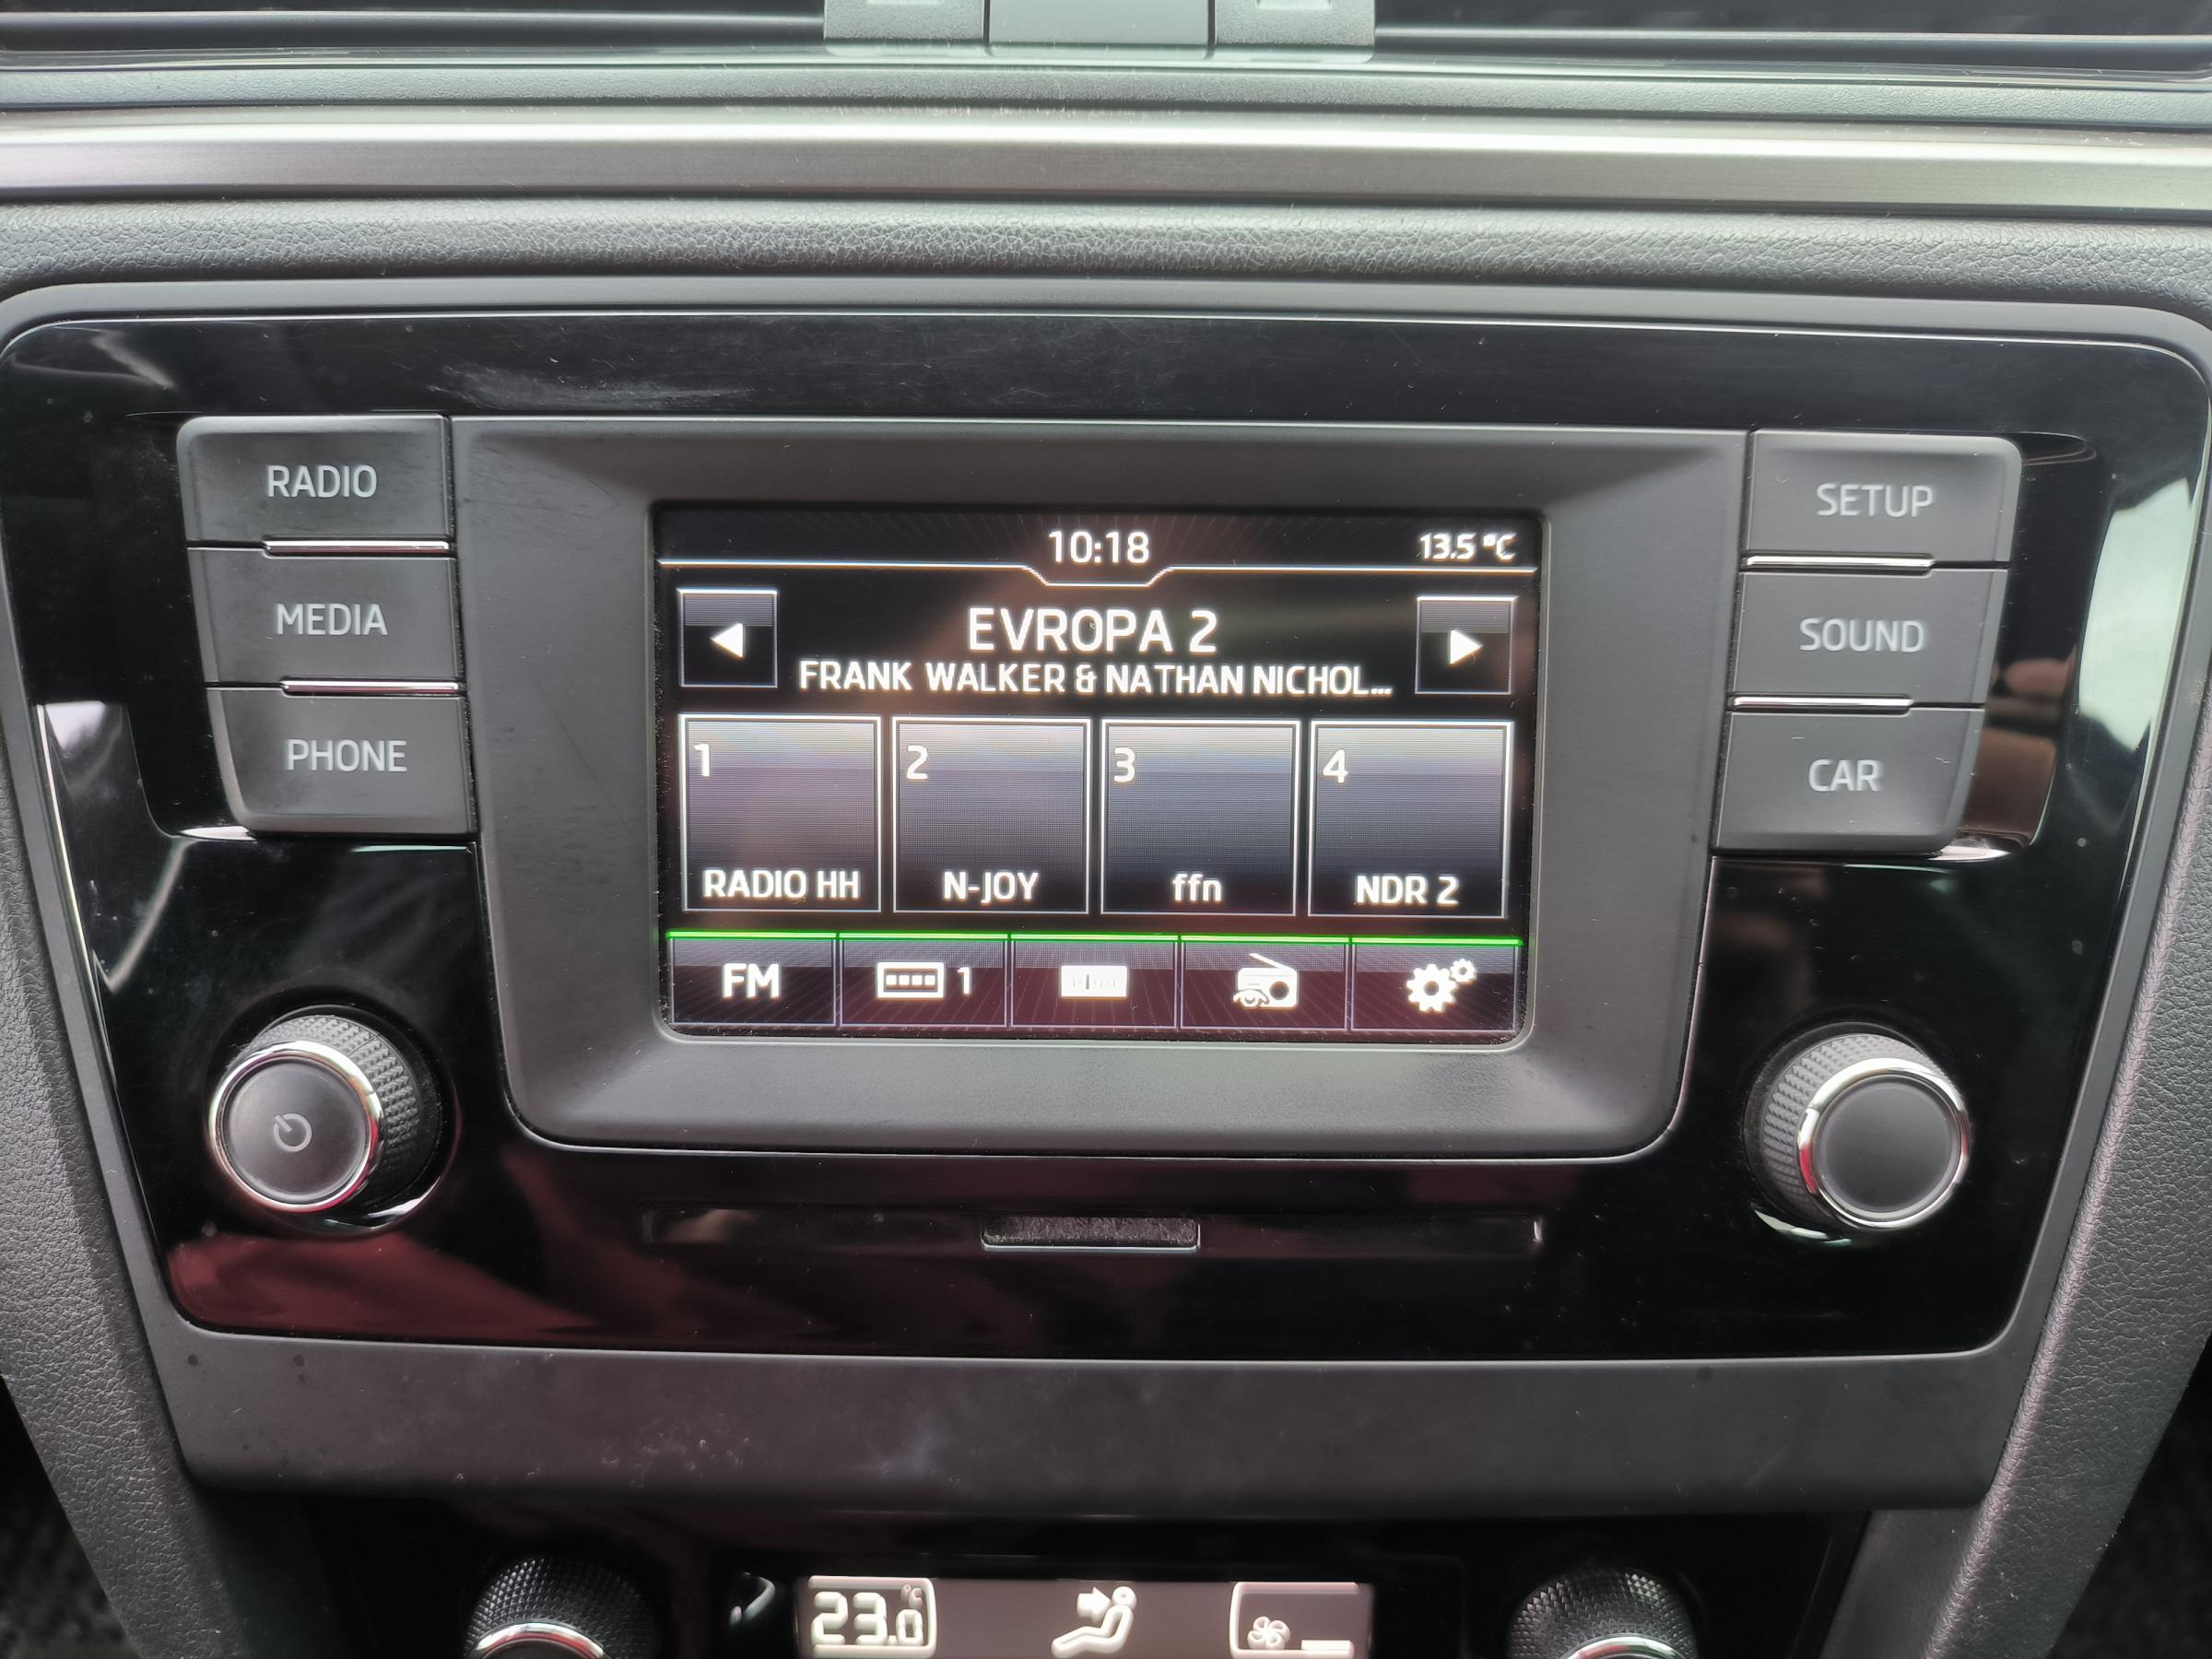 RADIO
MEDIA
PHONE
10:18
13.5 °C
EVROPA 2
FRANK WALKER & NATHAN NICHOL...
1
2
3
4
RADIO HH
N-JOY
ffn
NDR 2
FM
1
SETUP
SOUND
CAR
23.0 °C